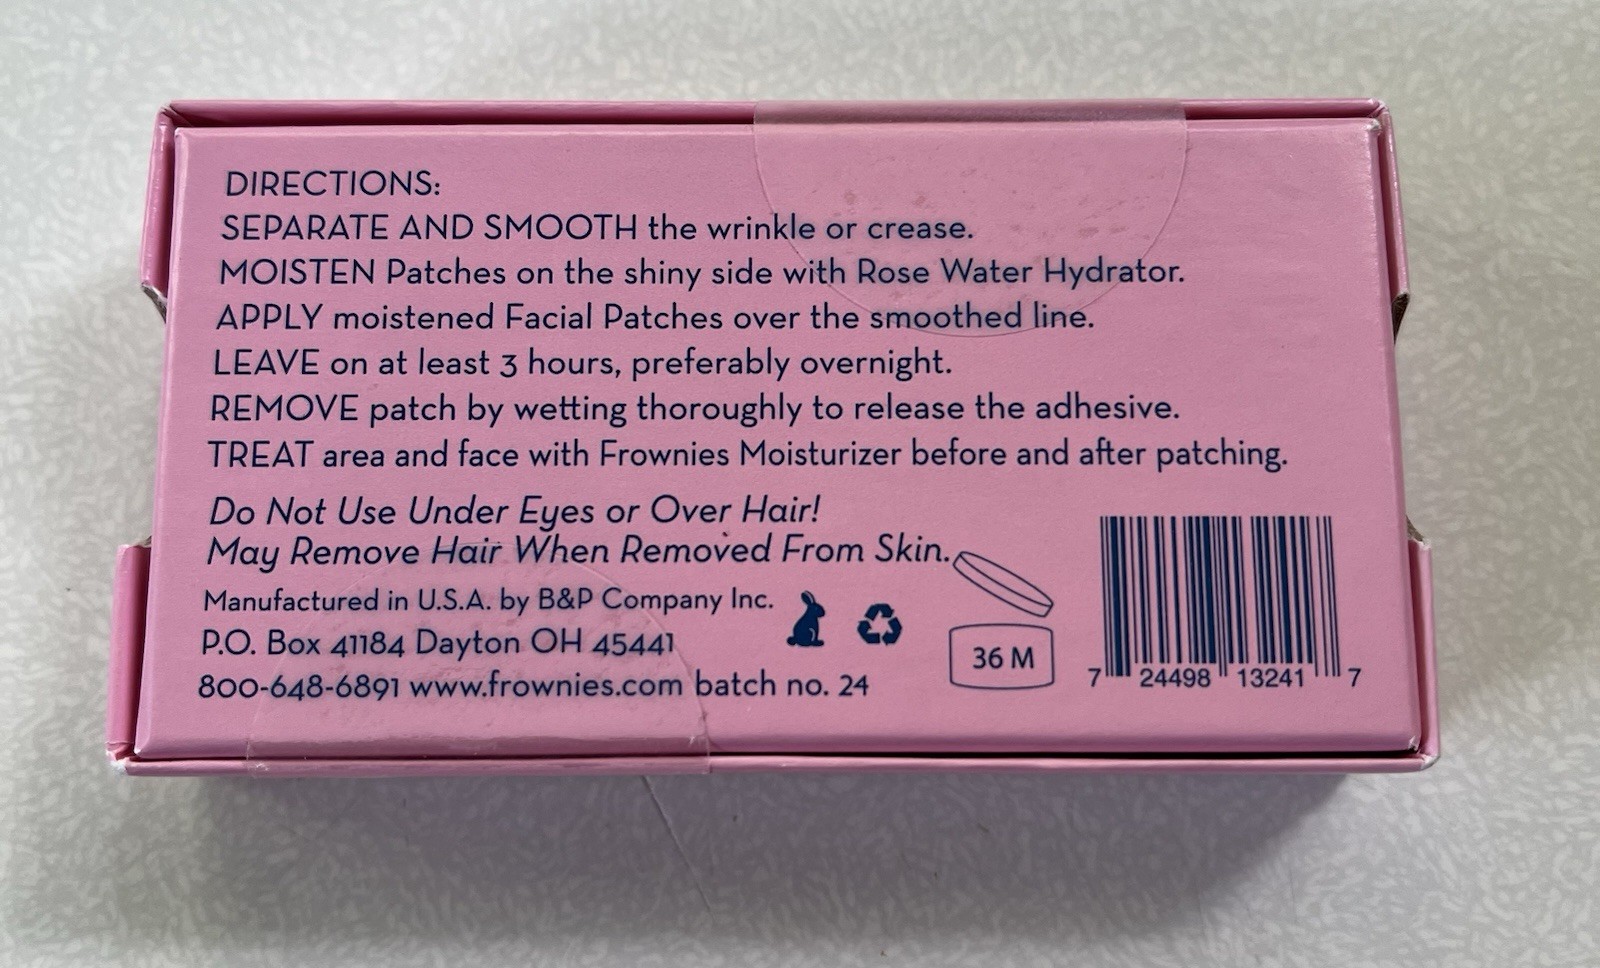 DIRECTIONS:
SEPARATE AND SMOOTH the wrinkle or crease.
MOISTEN Patches on the shiny side with Rose Water Hydrator.
APPLY moistened Facial Patches over the smoothed line.
LEAVE on at least 3 hours, preferably overnight.
REMOVE patch by wetting thoroughly to release the adhesive.
TREAT area and face with Frownies Moisturizer before and after patching.
Do Not Use Under Eyes or Over Hair!
May Remove Hair When Removed From Skin.
Manufactured in U.S.A. by B&P Company Inc.
P.O. Box 41184 Dayton OH 45441
800-648-6891 www.frownies.com batch no. 24
36 M
7 24498 13241 7